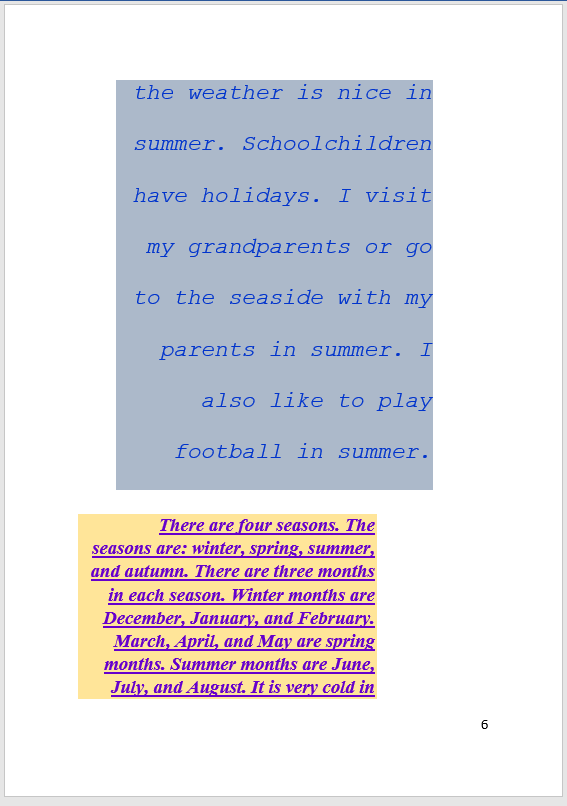 the weather is nice in
summer. Schoolchildren
have holidays. I visit
my grandparents or go
to the seaside with my
parents in summer. I
also like to play
football in summer.
There are four seasons. The
seasons are: winter, spring, summer,
and autumn. There are three months
in each season. Winter months are
December, January, and February.
March, April, and May are spring
months. Summer months are June,
July, and August. It is very cold in
6